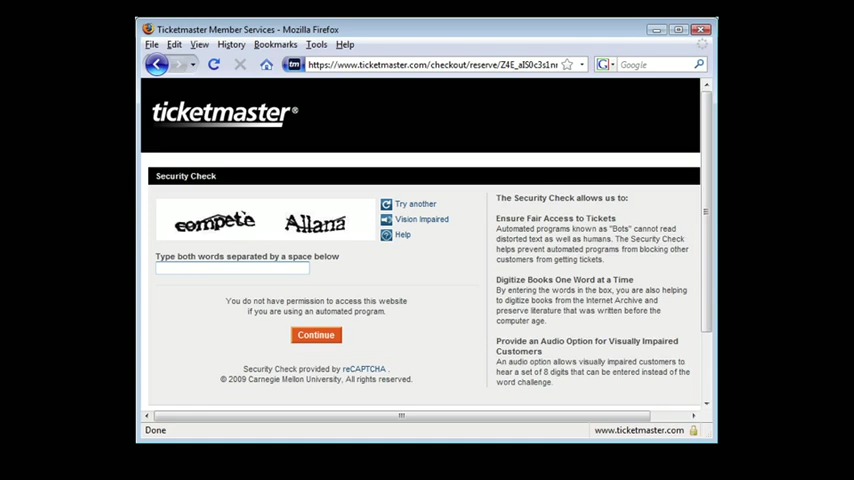 Ticketmaster Member Services - Mozilla Firefox
File Edit View History Bookmarks Tools Help
tm https://www.ticketmaster.com/checkout/reserve/ G Google
ticketmaster®
Security Check
compete Allana
Try another
Vision Impaired
Help
Type both words separated by a space below
You do not have permission to access this website
if you are using an automated program.
Continue
Security Check provided by reCAPTCHA .
© 2009 Carnegie Mellon University, All rights reserved.
The Security Check allows us to:
Ensure Fair Access to Tickets
Automated programs known as "Bots" cannot read
distorted text as well as humans. The Security Check
helps prevent automated programs from blocking other
customers from getting tickets.
Digitize Books One Word at a Time
By entering the words in the box, you are also helping
to digitize books from the Internet Archive and
preserve literature that was written before the
computer age.
Provide an Audio Option for Visually Impaired
Customers
An audio option allows visually impaired customers to
hear a set of 8 digits that can be entered instead of the
word challenge.
Done www.ticketmaster.com